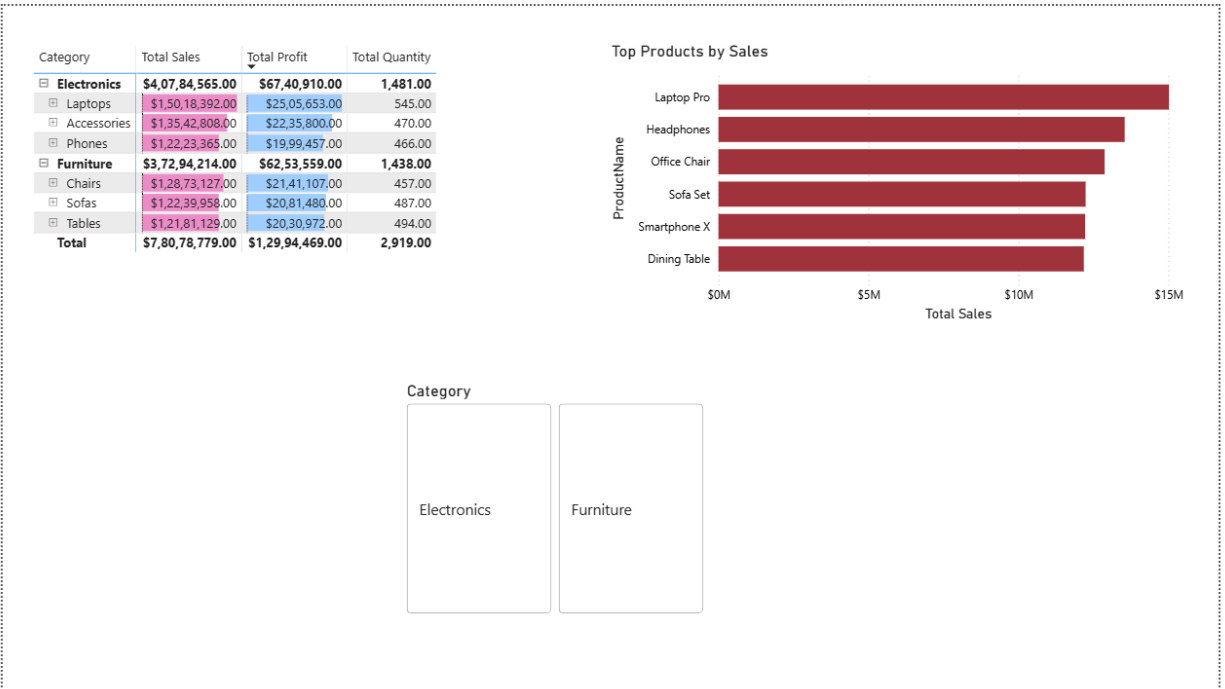 Category Total Sales Total Profit Total Quantity
Electronics $4,07,84,565.00 $67,40,910.00 1,481.00
Laptops $1,50,18,392.00 $25,05,653.00 545.00
Accessories $1,35,42,808.00 $22,35,800.00 470.00
Phones $1,22,23,365.00 $19,99,457.00 466.00
Furniture $3,72,94,214.00 $62,53,559.00 1,438.00
Chairs $1,28,73,127.00 $21,41,107.00 457.00
Sofas $1,22,39,958.00 $20,81,480.00 487.00
Tables $1,21,81,129.00 $20,30,972.00 494.00
Total $7,80,78,779.00 $1,29,94,469.00 2,919.00
Top Products by Sales
ProductName
Laptop Pro
Headphones
Office Chair
Sofa Set
Smartphone X
Dining Table
$0M $5M $10M $15M
Total Sales
Category
Electronics Furniture